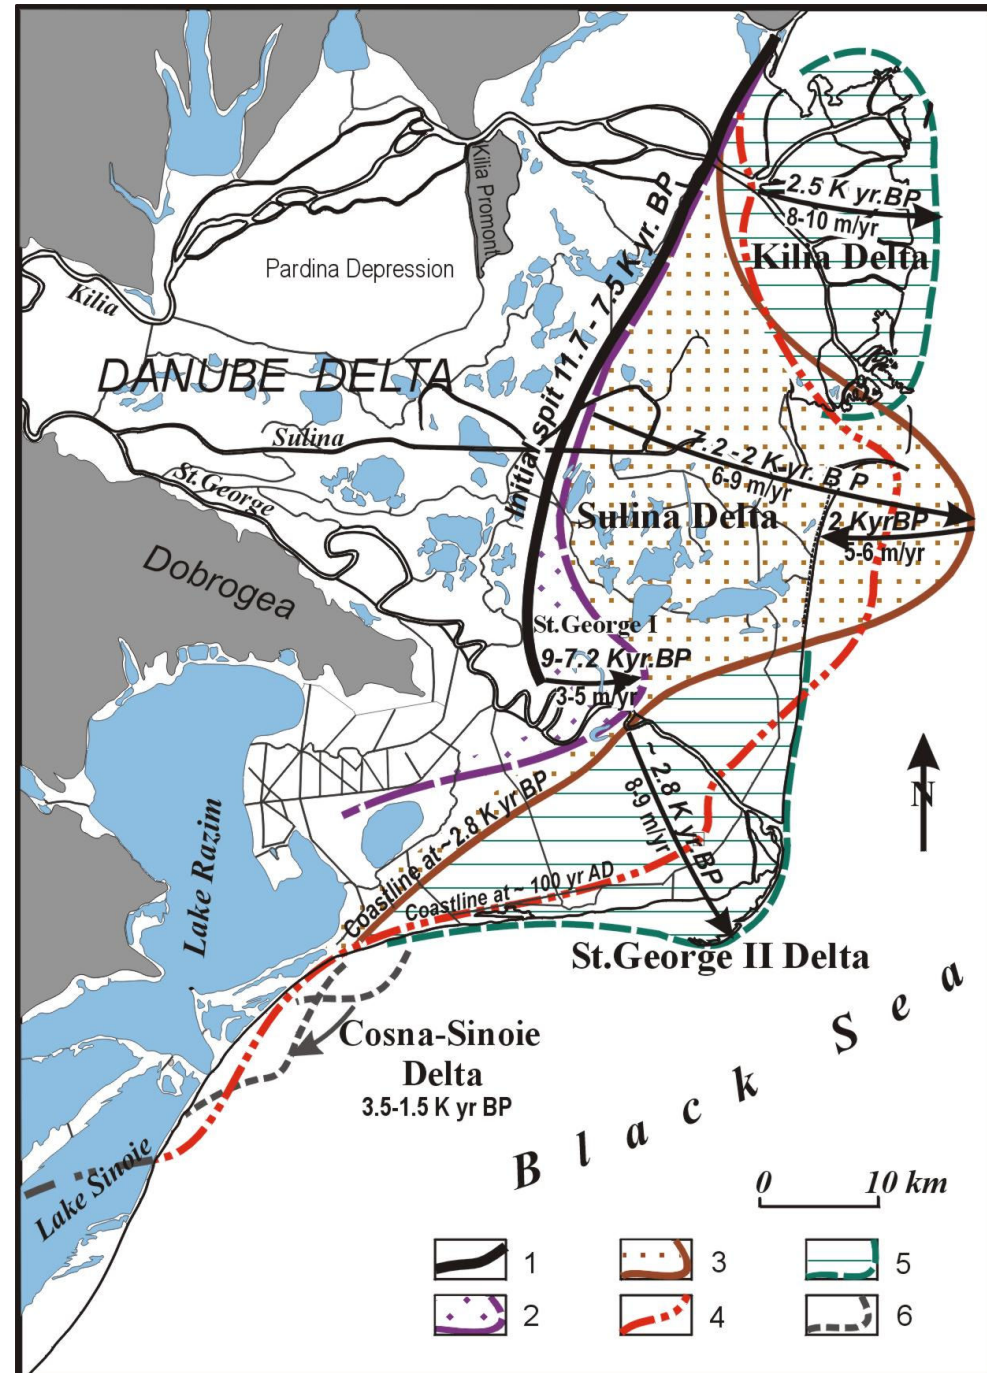 Kilia Promont
~2.5 K yr.BP
8-10 m/yr
Kilia Delta
Pardina Depression
Kilia
Initial spit 11.7 - 7.5 K yr. BP
DANUBE DELTA
Sulina
7.2 - 2 K yr. B P
6-9 m/yr
St.George
Sulina Delta
2 KyrBP
5-6 m/yr
Dobrogea
St.George I
9-7.2 Kyr.BP
3-5 m/yr
~ 2.8 K yr.BP
8-9 m/yr
N
Coastline at ~ 2.8 K yr BP
Coastline at ~ 100 yr AD
Lake Razim
St.George II Delta
Cosna-Sinoie
Delta
3.5-1.5 K yr BP
Black Sea
Lake Sinoie
0 10 km
1 3 5
2 4 6